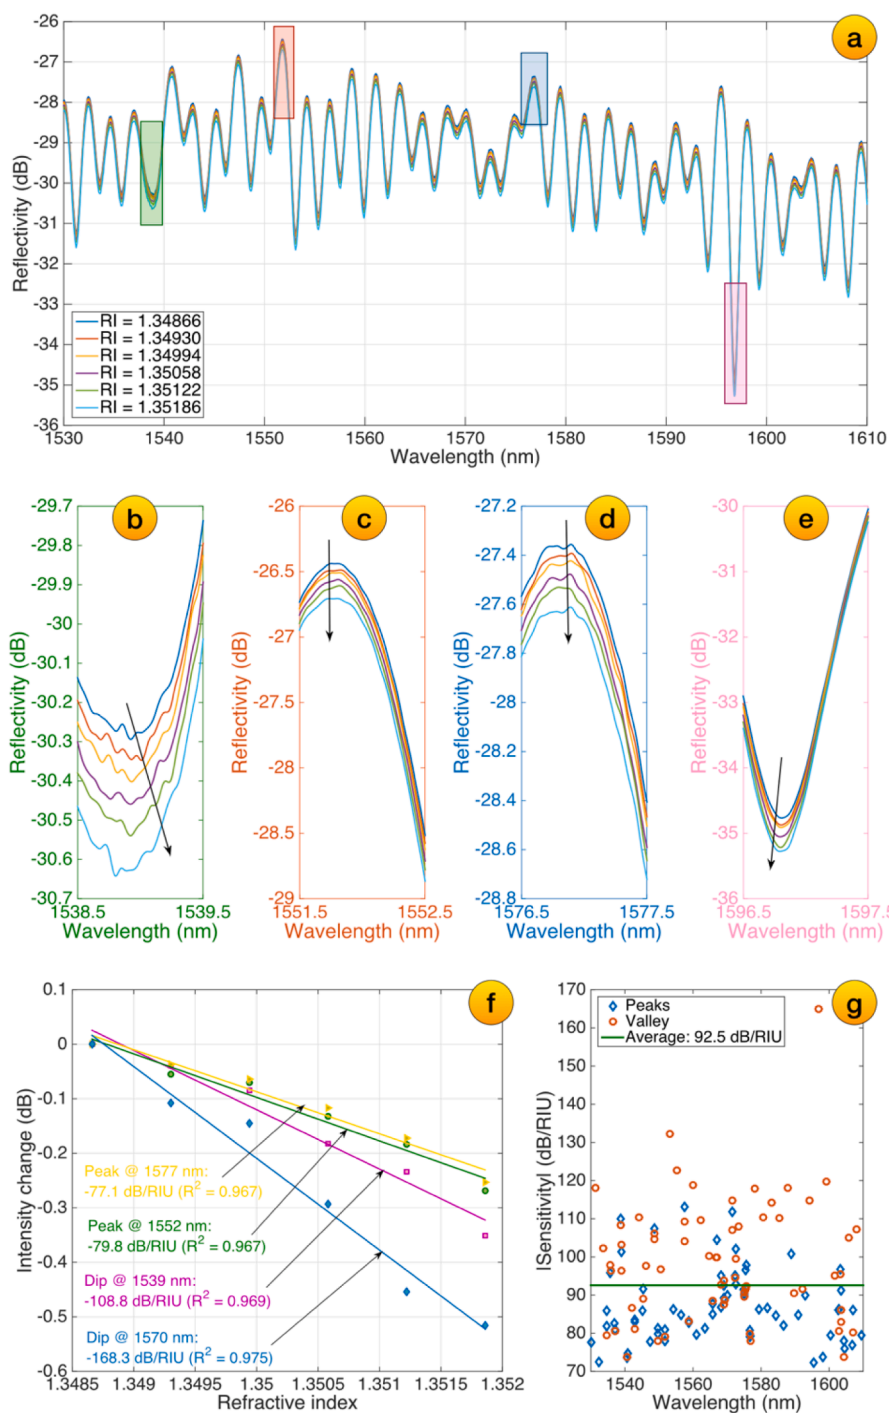 a
-26
-27
-28
-29
-30
-31
-32
-33
-34
-35
-36
Reflectivity (dB)
RI = 1.34866
RI = 1.34930
RI = 1.34994
RI = 1.35058
RI = 1.35122
RI = 1.35186
1530 1540 1550 1560 1570 1580 1590 1600 1610
Wavelength (nm)
b
-29.7
-29.8
-29.9
-30
-30.1
-30.2
-30.3
-30.4
-30.5
-30.6
-30.7
Reflectivity (dB)
1538.5 1539.5
Wavelength (nm)
c
-26
-26.5
-27
-27.5
-28
-28.5
-29
Reflectivity (dB)
1551.5 1552.5
Wavelength (nm)
d
-27.2
-27.4
-27.6
-27.8
-28
-28.2
-28.4
-28.6
-28.8
Reflectivity (dB)
1576.5 1577.5
Wavelength (nm)
e
-30
-31
-32
-33
-34
-35
-36
Reflectivity (dB)
1596.5 1597.5
Wavelength (nm)
f
0.1
0
-0.1
-0.2
-0.3
-0.4
-0.5
-0.6
Intensity change (dB)
Peak @ 1577 nm:
-77.1 dB/RIU (R² = 0.967)
Peak @ 1552 nm:
-79.8 dB/RIU (R² = 0.967)
Dip @ 1539 nm:
-108.8 dB/RIU (R² = 0.969)
Dip @ 1570 nm:
-168.3 dB/RIU (R² = 0.975)
1.3485 1.349 1.3495 1.35 1.3505 1.351 1.3515 1.352
Refractive index
g
170
160
150
140
130
120
110
100
90
80
70
|Sensitivity| (dB/RIU)
Peaks
Valley
Average: 92.5 dB/RIU
1540 1560 1580 1600
Wavelength (nm)